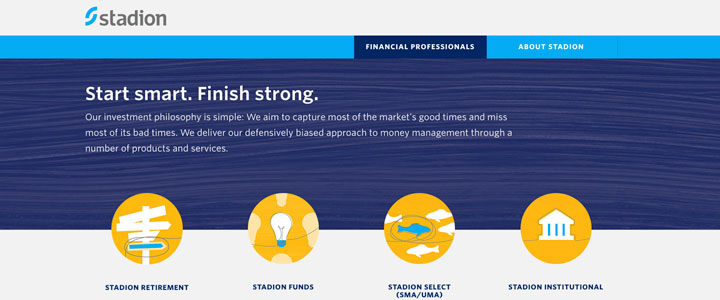 stadion
FINANCIAL PROFESSIONALS
ABOUT STADION
Start smart. Finish strong.
Our investment philosophy is simple: We aim to capture most of the market's good times and miss
most of its bad times. We deliver our defensively biased approach to money management through a
number of products and services.
STADION RETIREMENT
STADION FUNDS
STADION SELECT
(SMA/UMA)
STADION INSTITUTIONAL